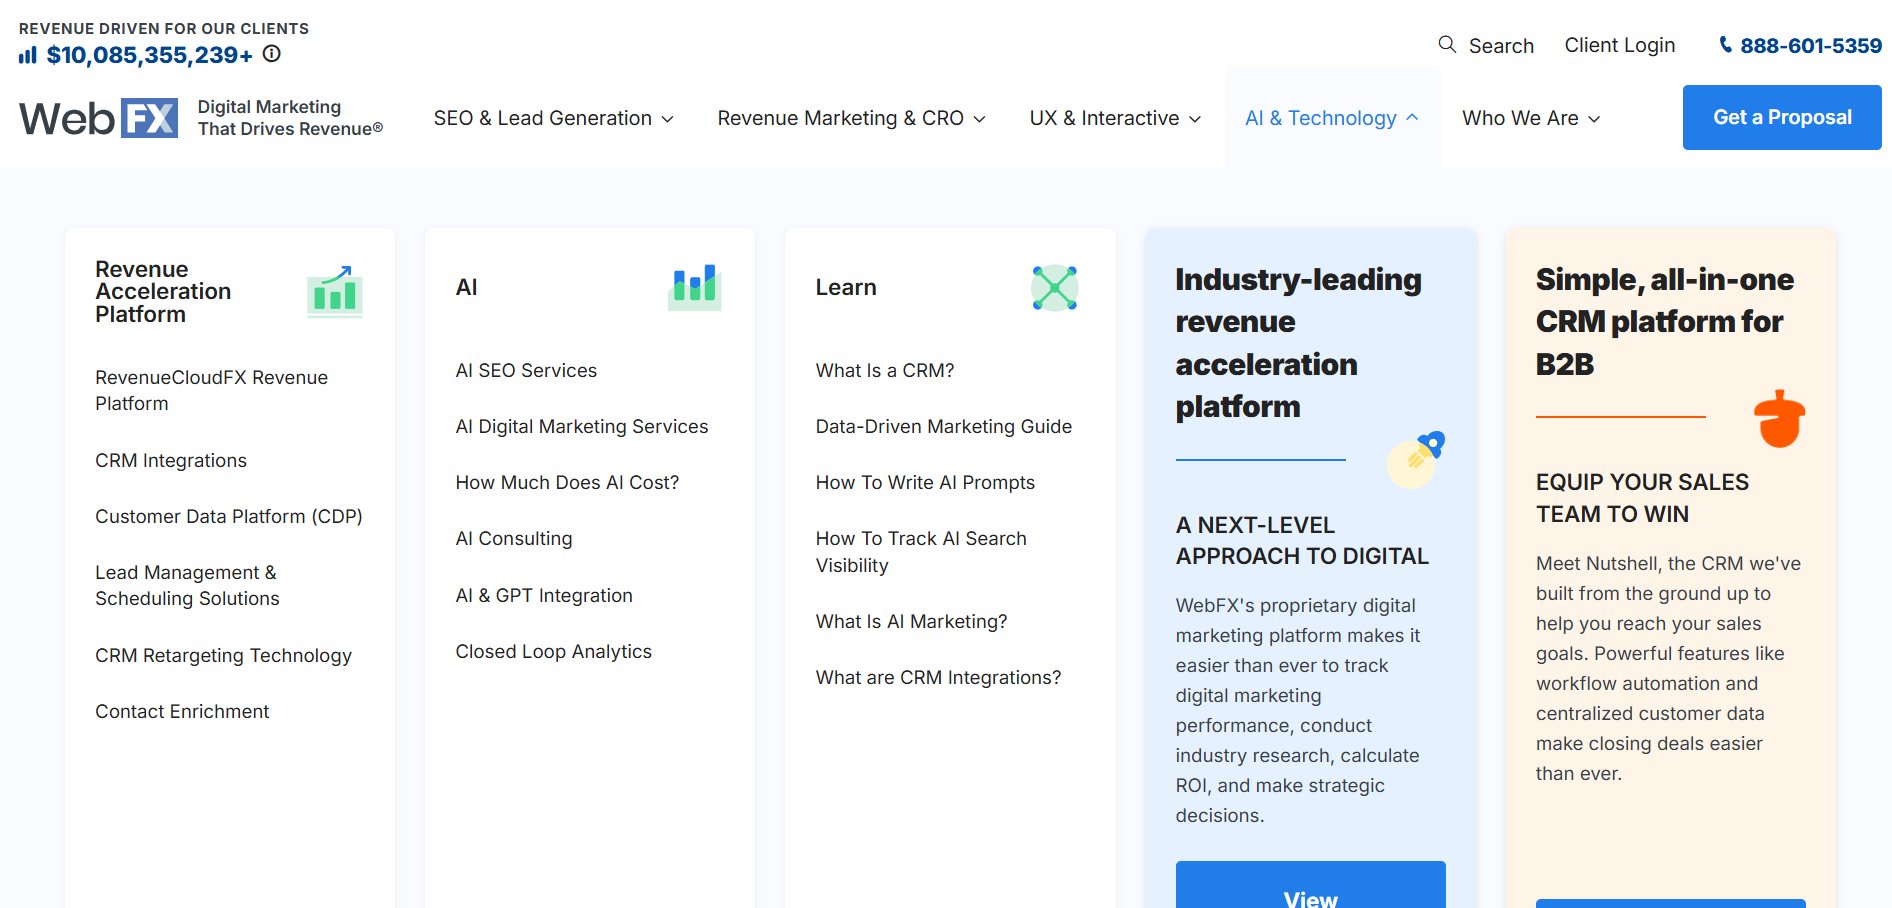 REVENUE DRIVEN FOR OUR CLIENTS
$10,085,355,239+
Search
Client Login
888-601-5359
WebFX
Digital Marketing
That Drives Revenue®
SEO & Lead Generation
Revenue Marketing & CRO
UX & Interactive
AI & Technology
Who We Are
Get a Proposal
Revenue
Acceleration
Platform
RevenueCloudFX Revenue
Platform
CRM Integrations
Customer Data Platform (CDP)
Lead Management &
Scheduling Solutions
CRM Retargeting Technology
Contact Enrichment
AI
AI SEO Services
AI Digital Marketing Services
How Much Does AI Cost?
AI Consulting
AI & GPT Integration
Closed Loop Analytics
Learn
What Is a CRM?
Data-Driven Marketing Guide
How To Write AI Prompts
How To Track AI Search
Visibility
What Is AI Marketing?
What are CRM Integrations?
Industry-leading
revenue
acceleration
platform
A NEXT-LEVEL
APPROACH TO DIGITAL
WebFX's proprietary digital
marketing platform makes it
easier than ever to track
digital marketing
performance, conduct
industry research, calculate
ROI, and make strategic
decisions.
View
Simple, all-in-one
CRM platform for
B2B
EQUIP YOUR SALES
TEAM TO WIN
Meet Nutshell, the CRM we've
built from the ground up to
help you reach your sales
goals. Powerful features like
workflow automation and
centralized customer data
make closing deals easier
than ever.